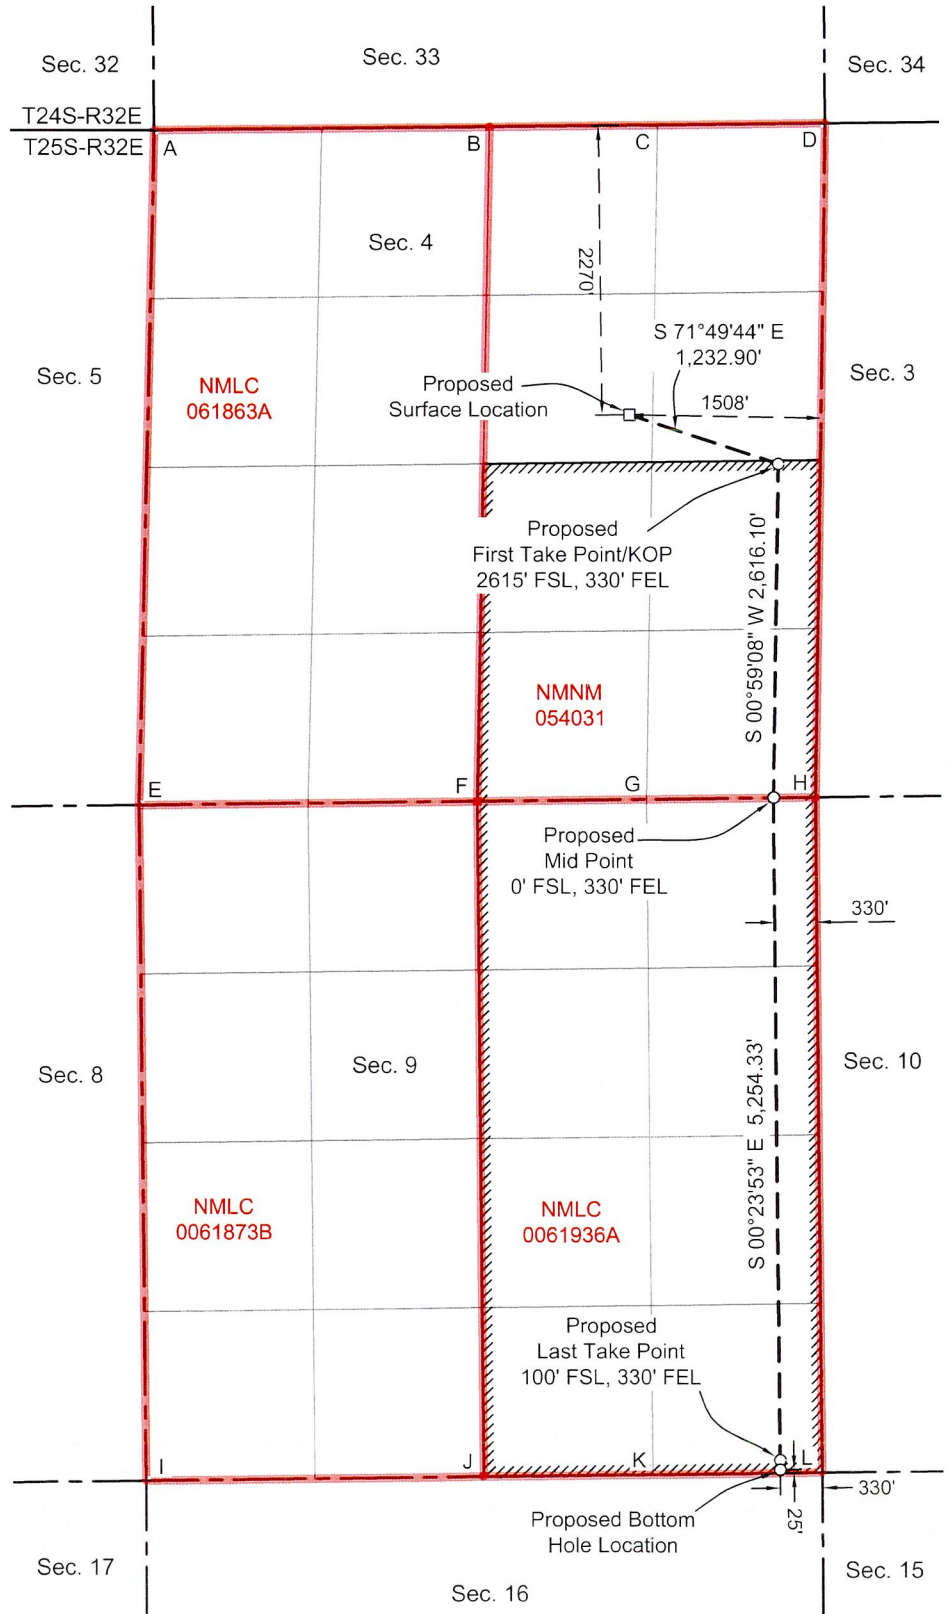 Sec. 32
Sec. 33
Sec. 34
T24S-R32E
T25S-R32E
A
B
C
D
Sec. 4
2270'
S 71°49'44" E
1,232.90'
Sec. 5
NMLC
061863A
Proposed
Surface Location
1508'
Sec. 3
Proposed
First Take Point/KOP
2615' FSL, 330' FEL
S 00°59'08" W 2,616.10'
NMNM
054031
E
F
G
H
Proposed
Mid Point
0' FSL, 330' FEL
330'
Sec. 8
Sec. 9
Sec. 10
S 00°23'53" E 5,254.33'
NMLC
0061873B
NMLC
0061936A
Proposed
Last Take Point
100' FSL, 330' FEL
I
J
K
L
330'
25'
Proposed Bottom
Hole Location
Sec. 17
Sec. 16
Sec. 15